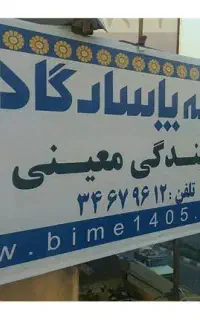 ه پاسارگاد
ندگی معینی
تلفن: ۳۴۶۷۹۶۱۲
w.bime1405.